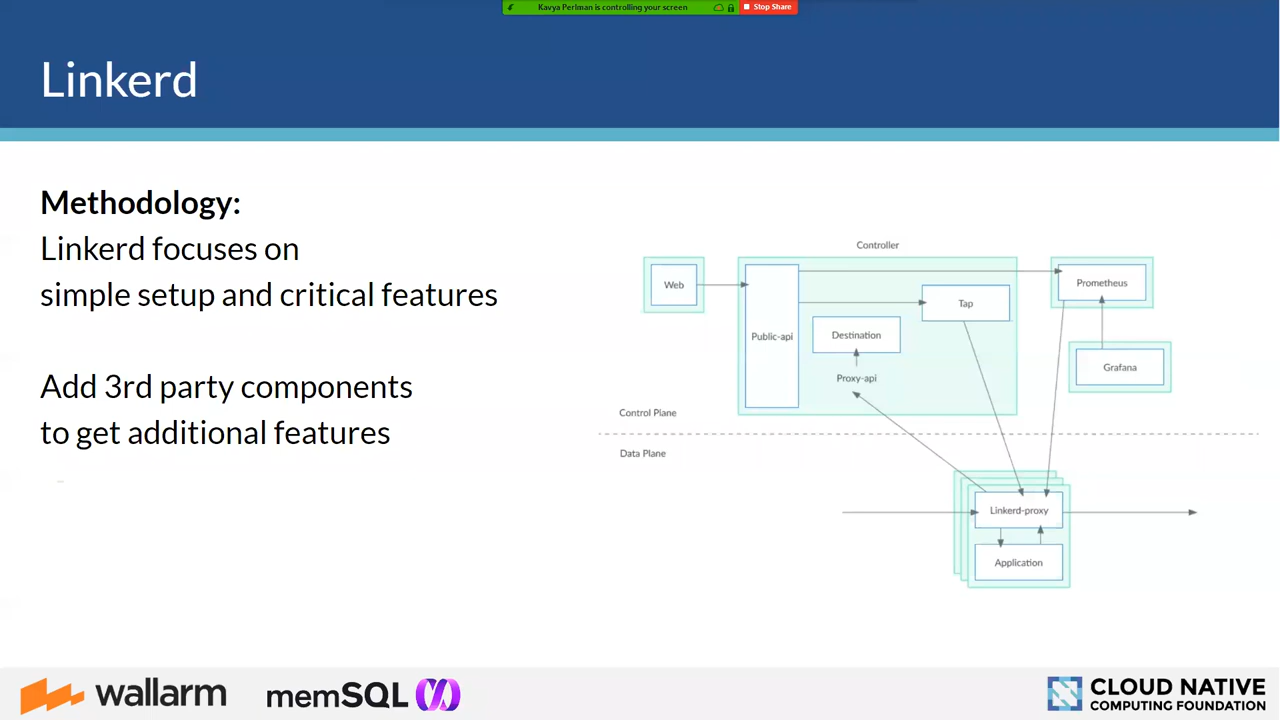 Kavya Perlman is controlling your screen
Stop Share
Linkerd
Methodology:
Linkerd focuses on
simple setup and critical features
Add 3rd party components
to get additional features
Controller
Web
Public-api
Tap
Destination
Proxy-api
Prometheus
Grafana
Control Plane
Data Plane
Linkerd-proxy
Application
wallarm
memSQL
CLOUD NATIVE
COMPUTING FOUNDATION